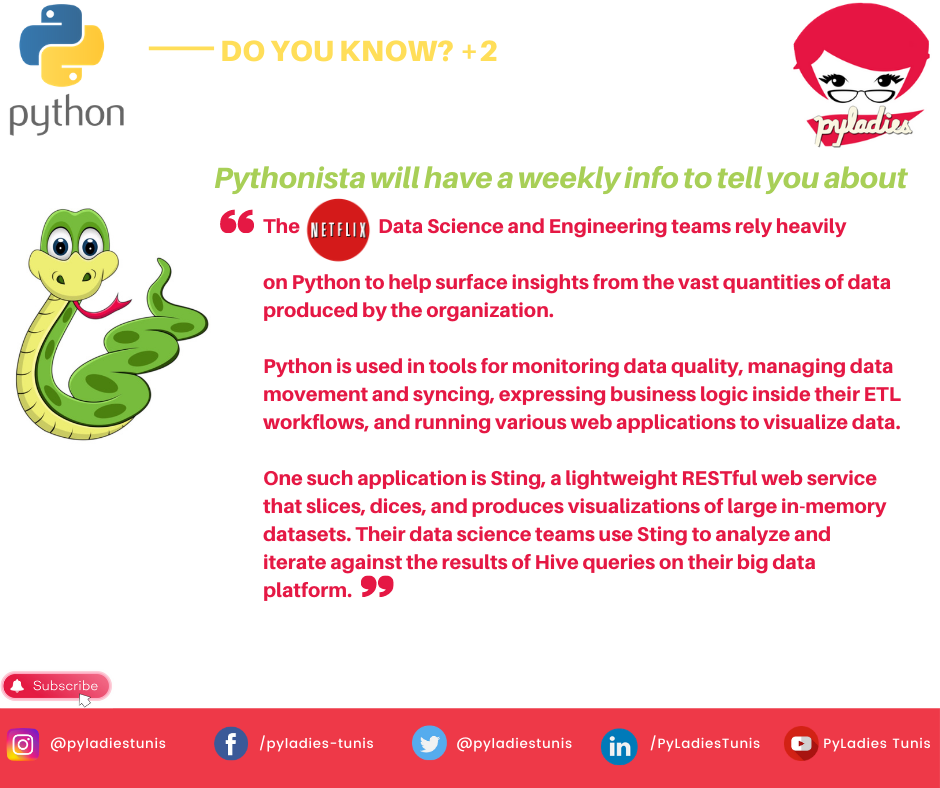 python
DO YOU KNOW? +2
pyladies
Pythonista will have a weekly info to tell you about
❝ The NETFLIX Data Science and Engineering teams rely heavily
on Python to help surface insights from the vast quantities of data
produced by the organization.
Python is used in tools for monitoring data quality, managing data
movement and syncing, expressing business logic inside their ETL
workflows, and running various web applications to visualize data.
One such application is Sting, a lightweight RESTful web service
that slices, dices, and produces visualizations of large in-memory
datasets. Their data science teams use Sting to analyze and
iterate against the results of Hive queries on their big data
platform. ❞
Subscribe
@pyladiestunis
/pyladies-tunis
@pyladiestunis
/PyLadiesTunis
PyLadies Tunis